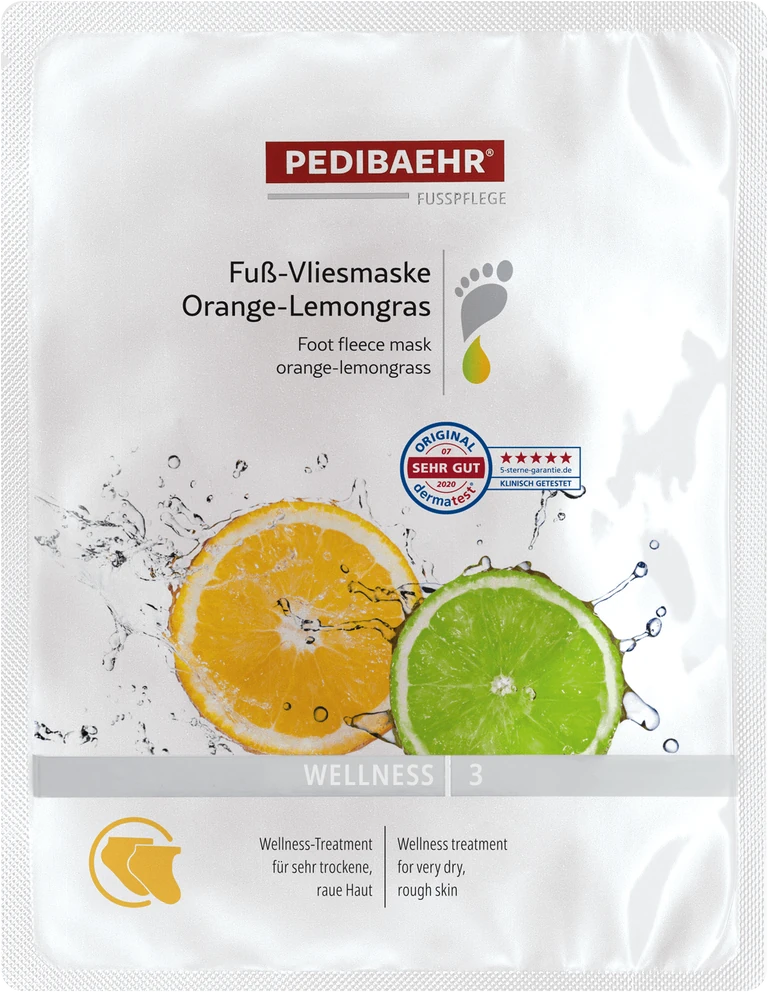 PEDIBAEHR®
FUSSPFLEGE
Fuß-Vliesmaske
Orange-Lemongras
Foot fleece mask
orange-lemongrass
ORIGINAL
07
SEHR GUT
2020
dermatest®
5-sterne-garantie.de
KLINISCH GETESTET
WELLNESS | 3
Wellness-Treatment
für sehr trockene,
raue Haut
Wellness treatment
for very dry,
rough skin